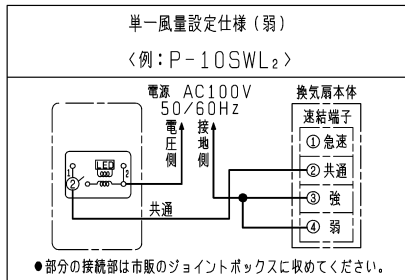 単一風量設定仕様（弱）
〈例：P-10SWL₂〉
電源 AC100V
50/60Hz
電圧側
接地側
換気扇本体
速結端子
①急速
②共通
③強
④弱
LED
1
2
②
共通
●部分の接続部は市販のジョイントボックスに収めてください。